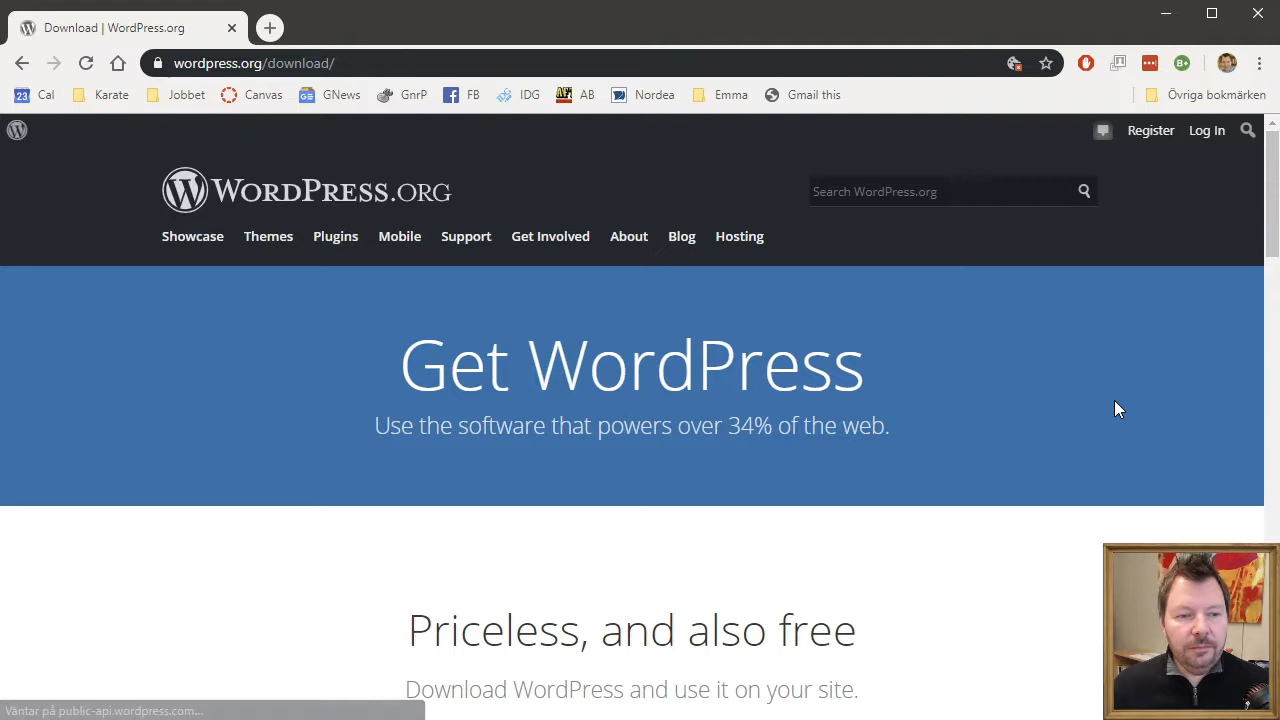 Download | WordPress.org
wordpress.org/download/
23 Cal Karate Jobbet Canvas GNews GnrP FB IDG AB Nordea Emma Gmail this Övriga bokmärken
Register Log In
WORDPRESS.ORG
Search WordPress.org
Showcase Themes Plugins Mobile Support Get Involved About Blog Hosting
Get WordPress
Use the software that powers over 34% of the web.
Priceless, and also free
Download WordPress and use it on your site.
Väntar på public-api.wordpress.com...